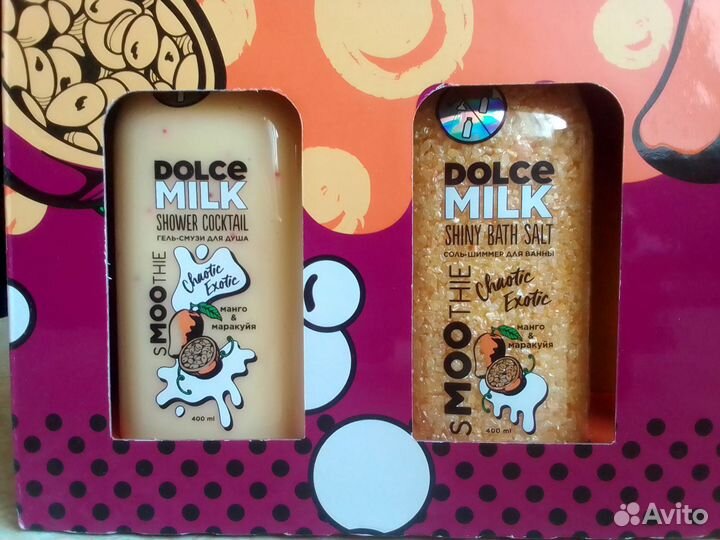 DOLCE
MILK
SHOWER COCKTAIL
ГЕЛЬ-СМУЗИ ДЛЯ ДУША
SMOOTHIE
Chaotic
Exotic
манго
&
маракуйя
400 ml
DOLCE
MILK
SHINY BATH SALT
СОЛЬ-ШИММЕР ДЛЯ ВАННЫ
SMOOTHIE
Chaotic
Exotic
манго
&
маракуйя
400 ml
Avito